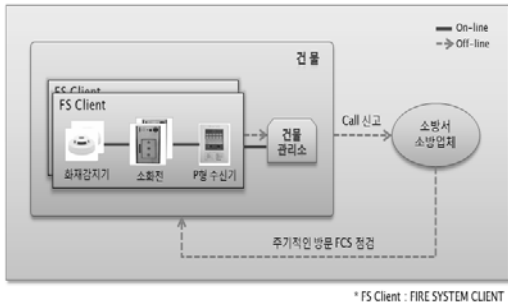 On-line
Off-line
건 물
FS Client
FS Client
화재감지기
소화전
P형 수신기
건물
관리소
Call 신고
소방서
소방업체
주기적인 방문 FCS 점검
* FS Client : FIRE SYSTEM CLIENT